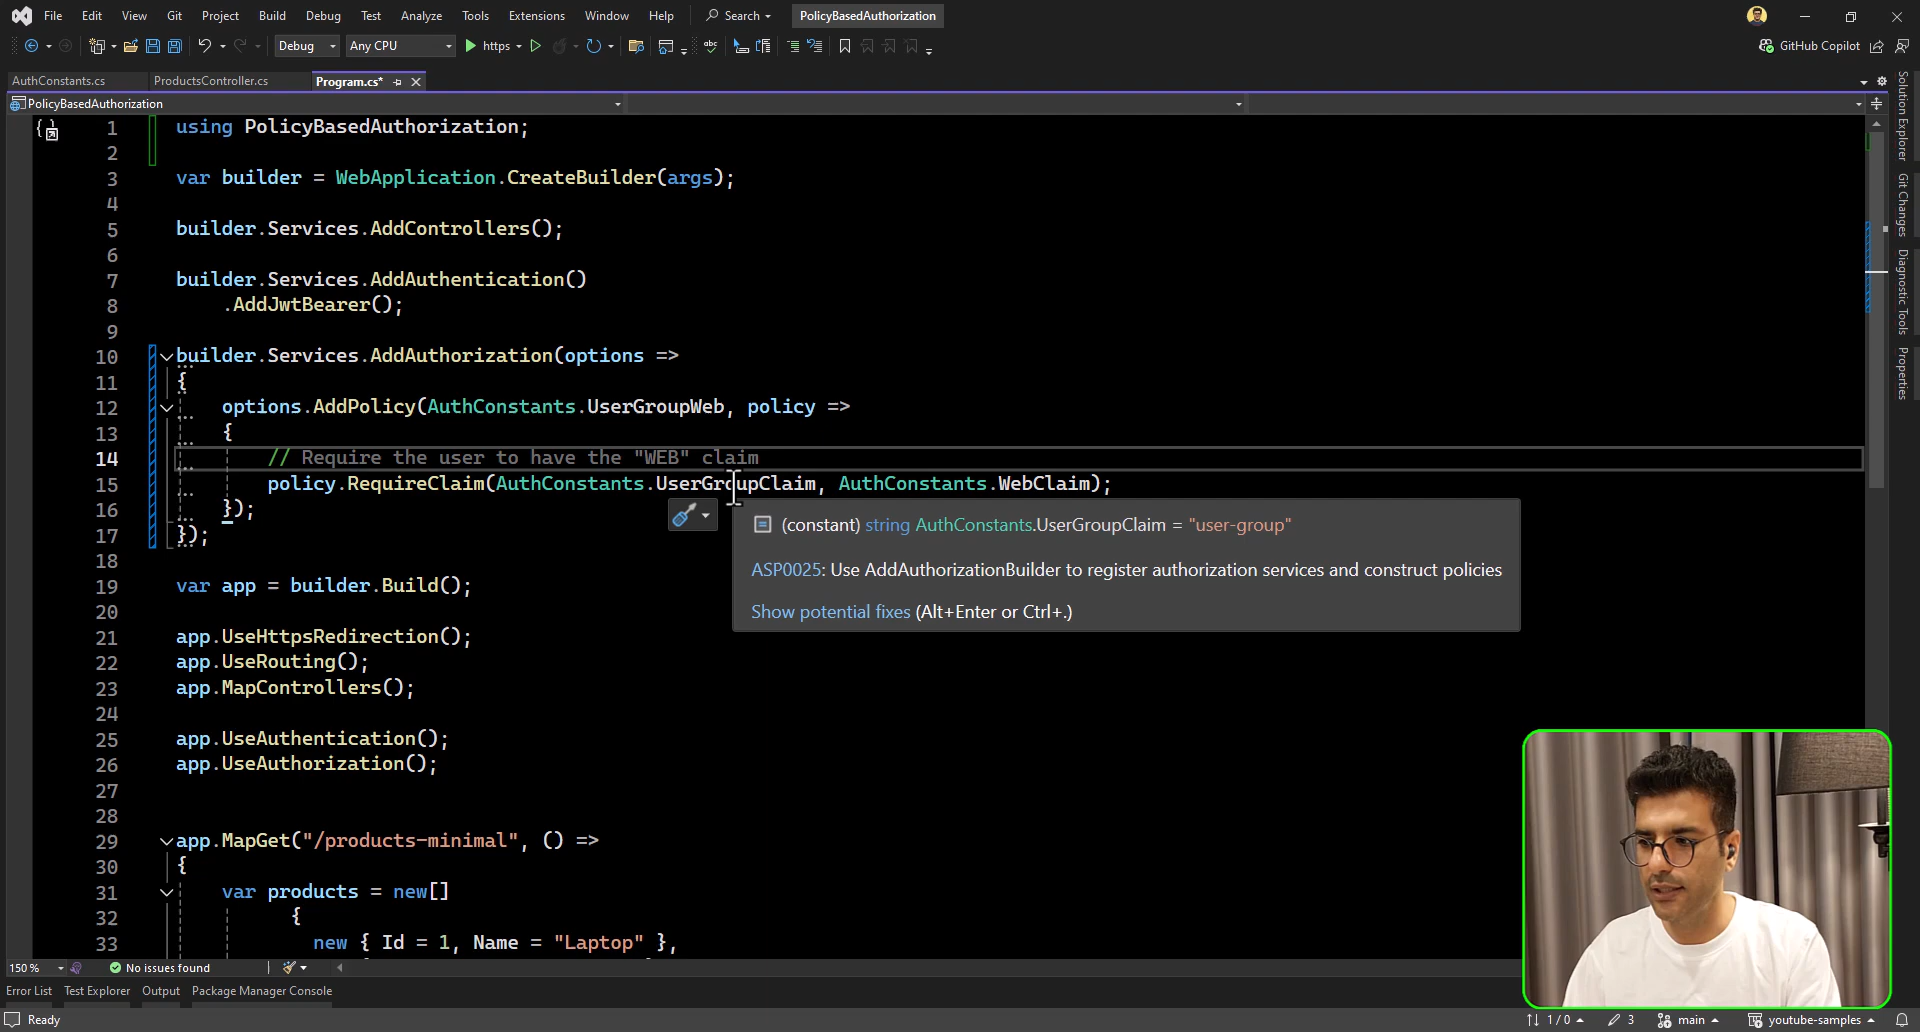 File Edit View Git Project Build Debug Test Analyze Tools Extensions Window Help Search PolicyBasedAuthorization
Debug Any CPU https GitHub Copilot
AuthConstants.cs ProductsController.cs Program.cs*
PolicyBasedAuthorization
1 using PolicyBasedAuthorization;
2
3 var builder = WebApplication.CreateBuilder(args);
4
5 builder.Services.AddControllers();
6
7 builder.Services.AddAuthentication()
8 .AddJwtBearer();
9
10 builder.Services.AddAuthorization(options =>
11 {
12 options.AddPolicy(AuthConstants.UserGroupWeb, policy =>
13 {
14 // Require the user to have the "WEB" claim
15 policy.RequireClaim(AuthConstants.UserGroupClaim, AuthConstants.WebClaim);
16 });
17 });
(constant) string AuthConstants.UserGroupClaim = "user-group"
ASP0025: Use AddAuthorizationBuilder to register authorization services and construct policies
Show potential fixes (Alt+Enter or Ctrl+.)
18
19 var app = builder.Build();
20
21 app.UseHttpsRedirection();
22 app.UseRouting();
23 app.MapControllers();
24
25 app.UseAuthentication();
26 app.UseAuthorization();
27
28
29 app.MapGet("/products-minimal", () =>
30 {
31 var products = new[]
32 {
33 new { Id = 1, Name = "Laptop" },
Solution Explorer
Git Changes
Diagnostic Tools
Properties
150 % No issues found
Error List Test Explorer Output Package Manager Console
Ready 1 / 0 3 main youtube-samples